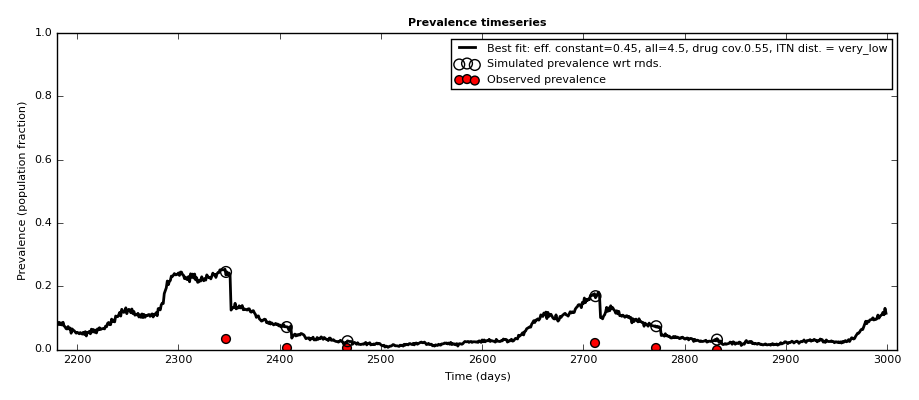 Prevalence timeseries
1.0
Best fit: eff. constant=0.45, all=4.5, drug cov.0.55, ITN dist. = very_low
Simulated prevalence wrt rnds.
Observed prevalence
0.8
0.6
0.4
0.2
0.0
Prevalence (population fraction)
2200 2300 2400 2500 2600 2700 2800 2900 3000
Time (days)